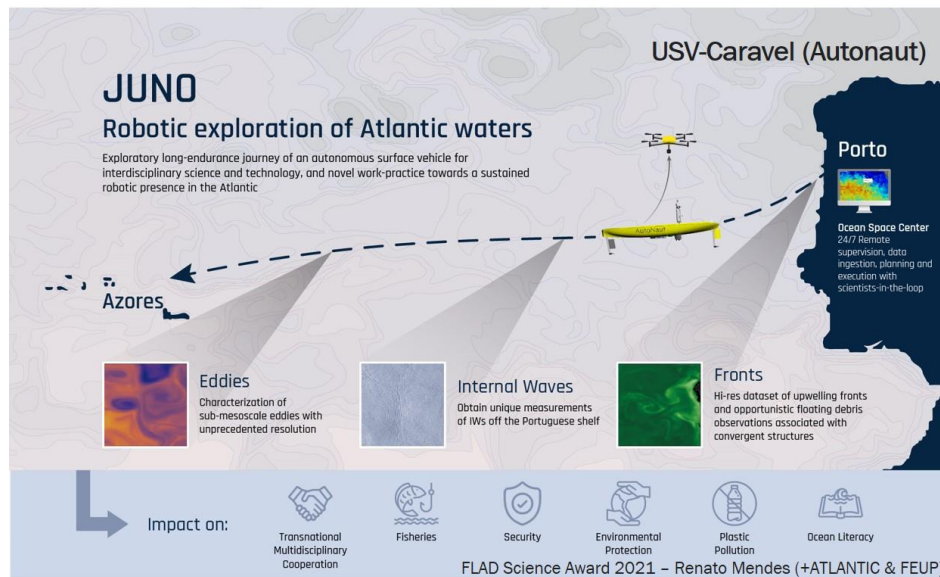 USV-Caravel (Autonaut)
JUNO
Robotic exploration of Atlantic waters
Exploratory long-endurance journey of an autonomous surface vehicle for
interdisciplinary science and technology, and novel work-practice towards a sustained
robotic presence in the Atlantic
Porto
Ocean Space Center
24/7 Remote
supervision, data
ingestion, planning and
execution with
scientists-in-the-loop
AutoNaut
Azores
Eddies
Characterization of
sub-mesoscale eddies with
unprecedented resolution
Internal Waves
Obtain unique measurements
of IWs off the Portuguese shelf
Fronts
Hi-res dataset of upwelling fronts
and opportunistic floating debris
observations associated with
convergent structures
Impact on:
Transnational
Multidisciplinary
Cooperation
Fisheries
Security
Environmental
Protection
Plastic
Pollution
Ocean Literacy
FLAD Science Award 2021 – Renato Mendes (+ATLANTIC & FEUP